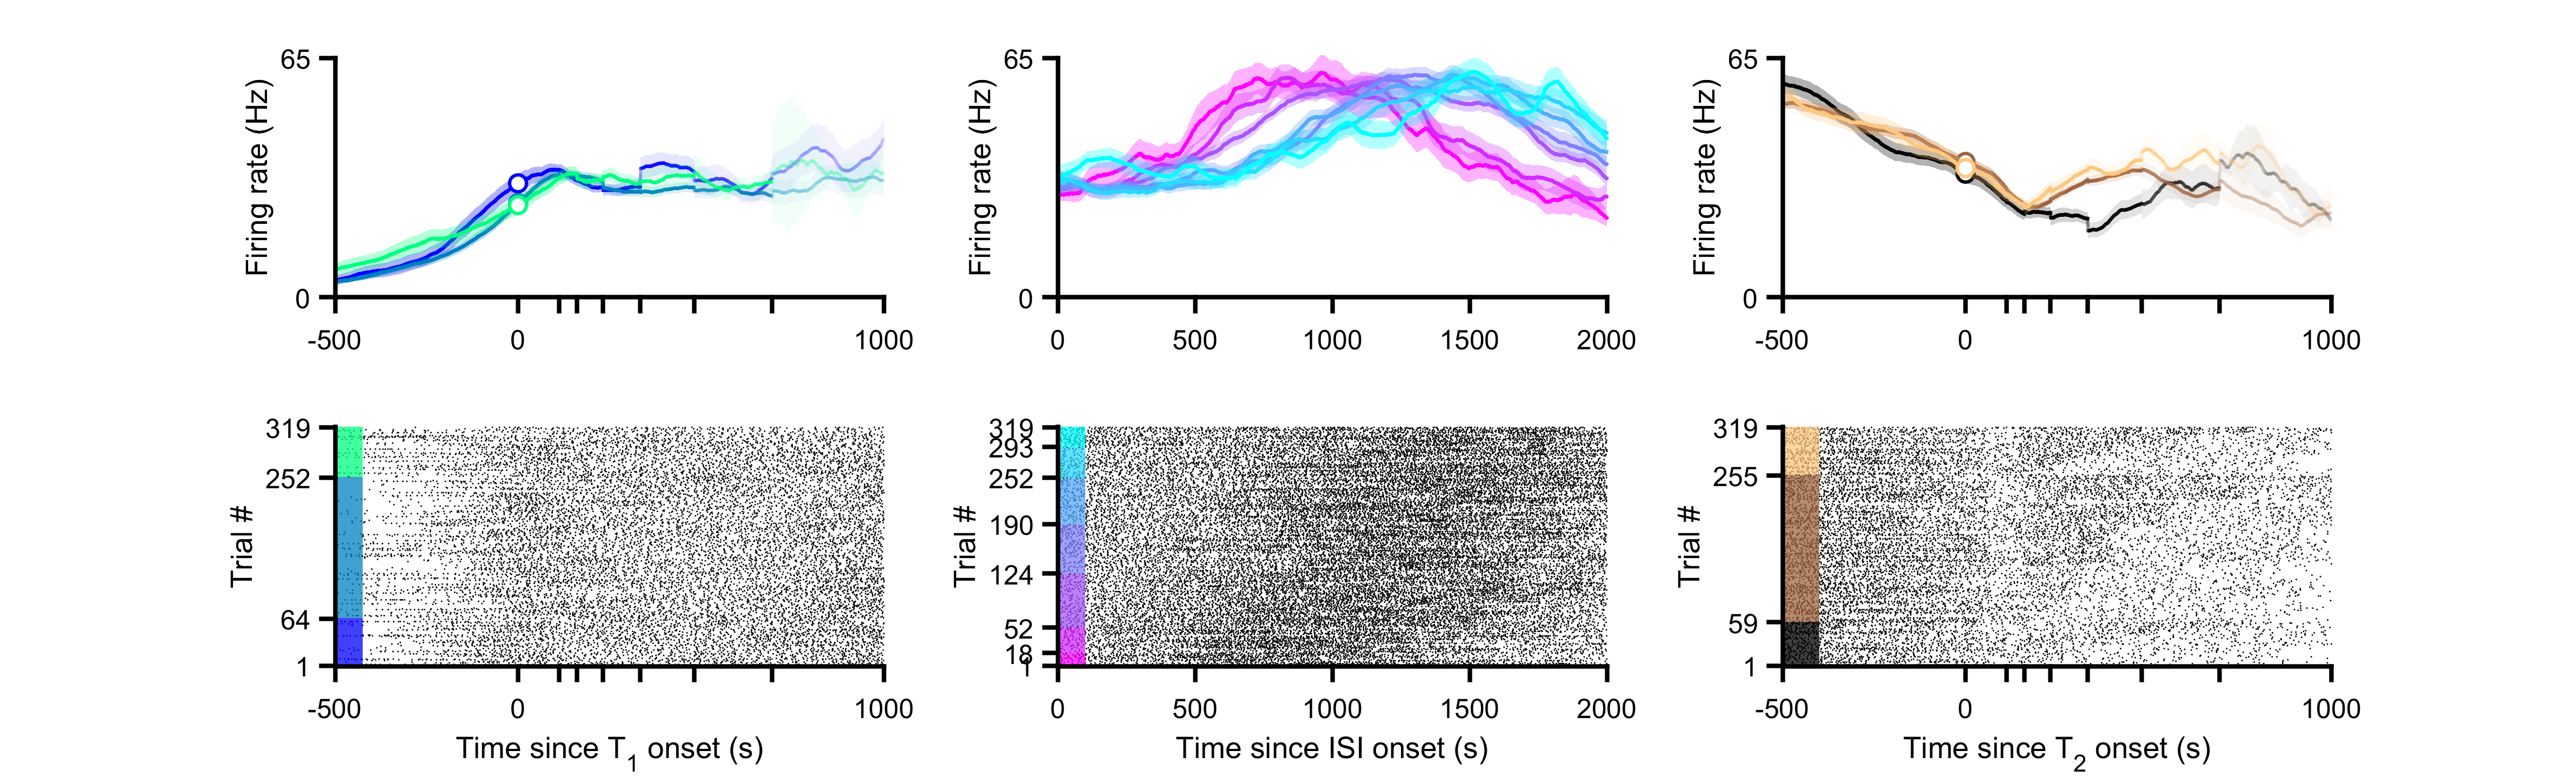 65
Firing rate (Hz)
0
-500 0 1000
65
Firing rate (Hz)
0
0 500 1000 1500 2000
65
Firing rate (Hz)
0
-500 0 1000
319
252
Trial #
64
1
-500 0 1000
Time since T1 onset (s)
319
293
252
190
Trial #
124
52
18
1
0 500 1000 1500 2000
Time since ISI onset (s)
319
255
Trial #
59
1
-500 0 1000
Time since T2 onset (s)